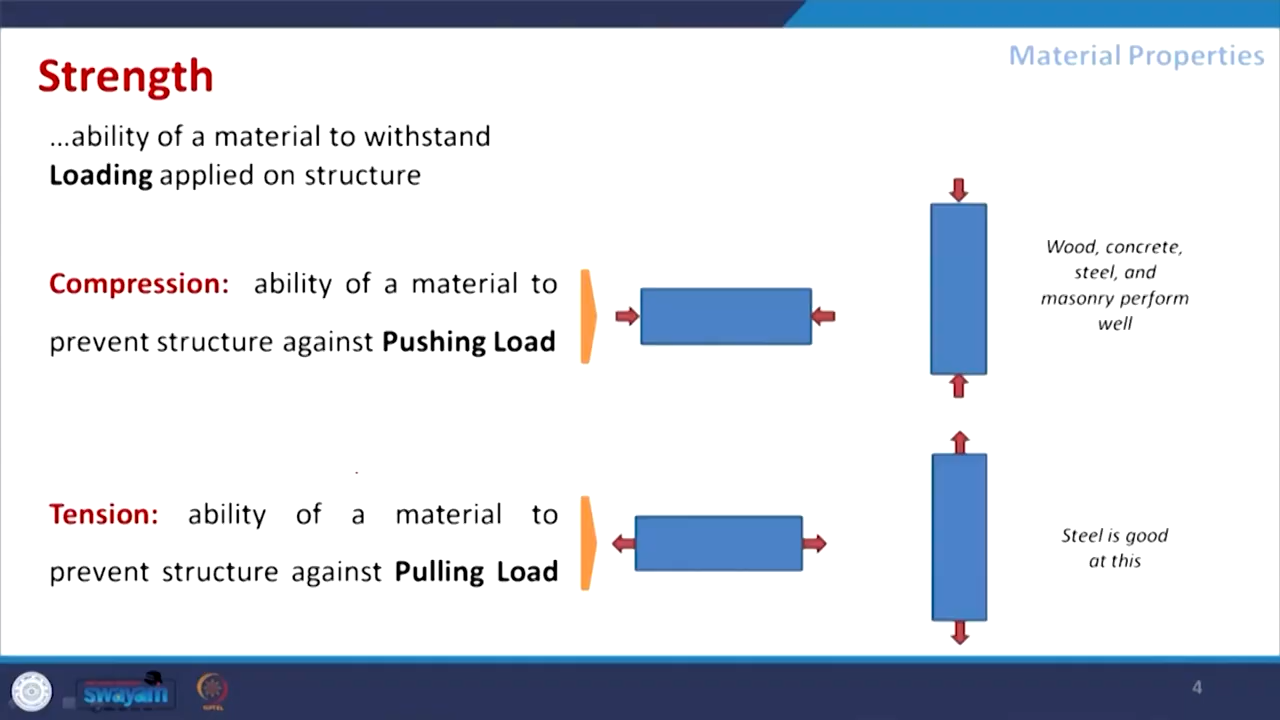 Material Properties
Strength
...ability of a material to withstand
Loading applied on structure
Compression: ability of a material to
prevent structure against Pushing Load
Wood, concrete,
steel, and
masonry perform
well
Tension: ability of a material to
prevent structure against Pulling Load
Steel is good
at this
swayam
4